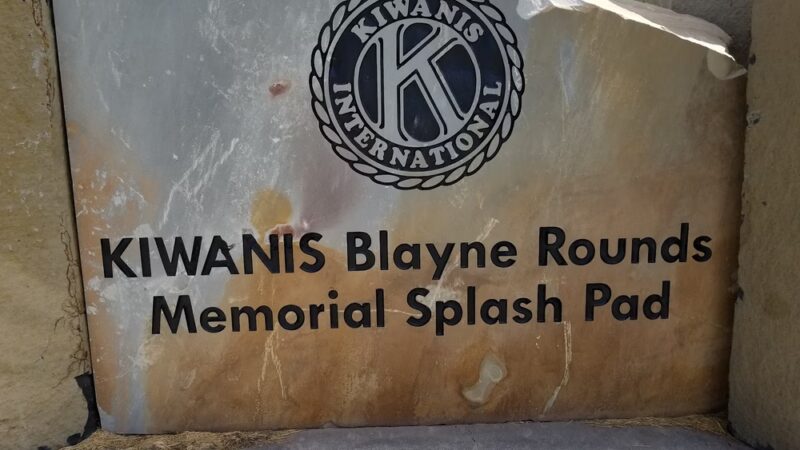 KIWANIS
K
INTERNATIONAL
KIWANIS Blayne Rounds
Memorial Splash Pad